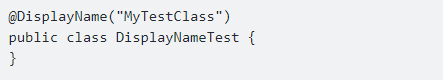 @DisplayName("MyTestClass")
public class DisplayNameTest {
}